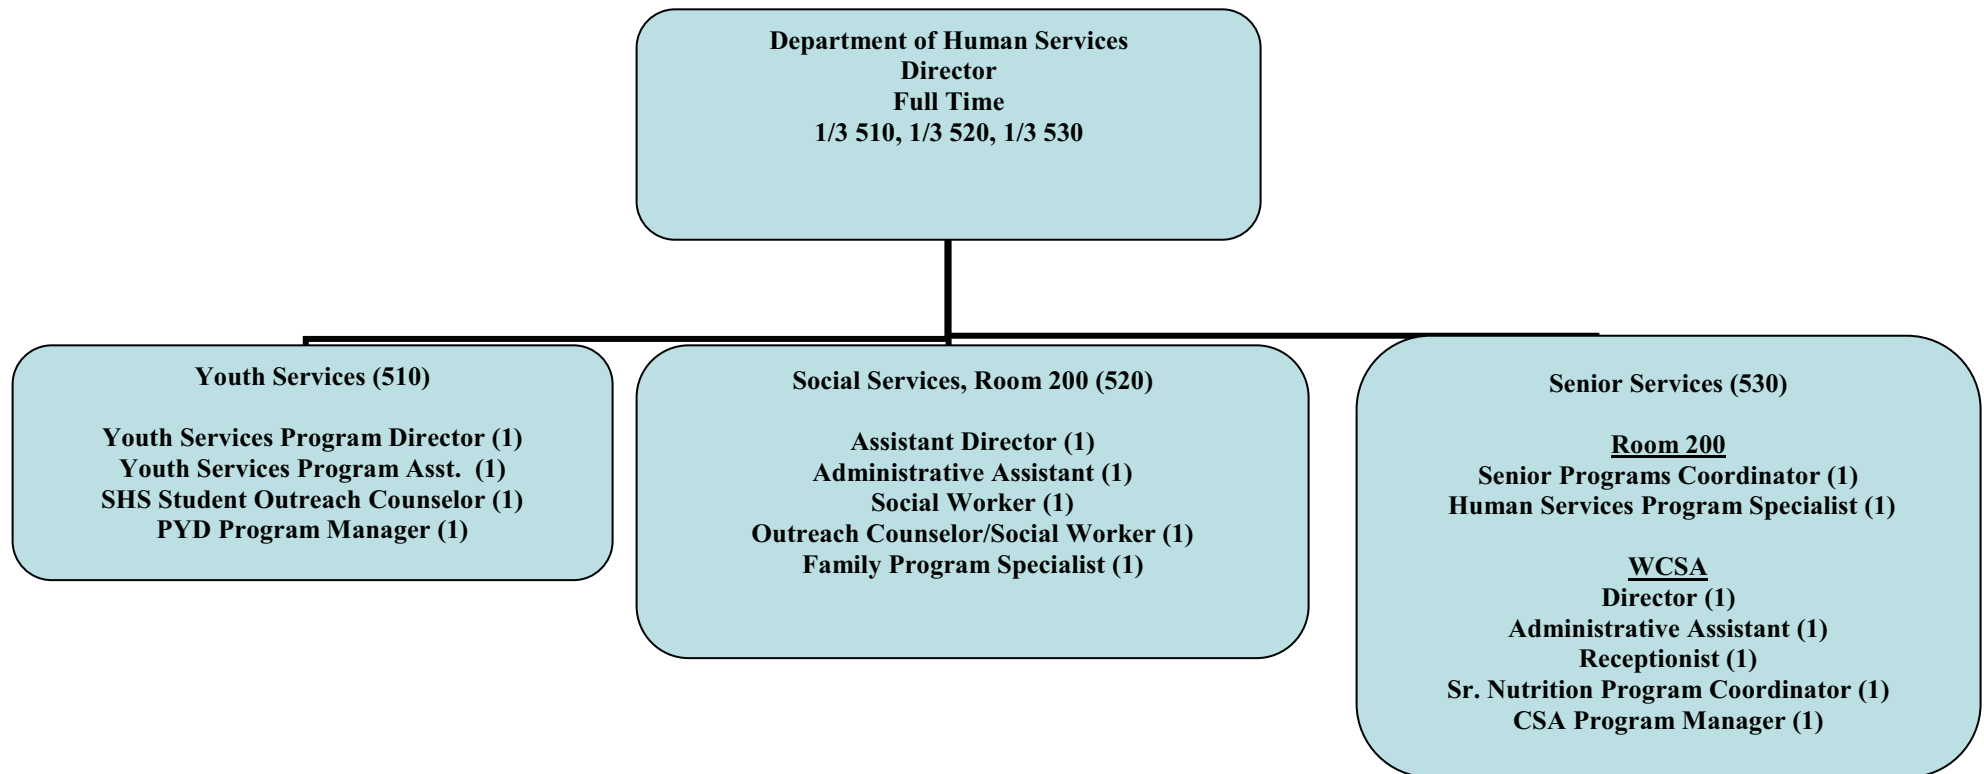 Department of Human Services
Director
Full Time
1/3 510, 1/3 520, 1/3 530
Youth Services (510)
Youth Services Program Director (1)
Youth Services Program Asst.  (1)
SHS Student Outreach Counselor (1)
PYD Program Manager (1)
Social Services, Room 200 (520)
Assistant Director (1)
Administrative Assistant (1)
Social Worker (1)
Outreach Counselor/Social Worker (1)
Family Program Specialist (1)
Senior Services (530)
Room 200
Senior Programs Coordinator (1)
Human Services Program Specialist (1)
WCSA
Director (1)
Administrative Assistant (1)
Receptionist (1)
Sr. Nutrition Program Coordinator (1)
CSA Program Manager (1)